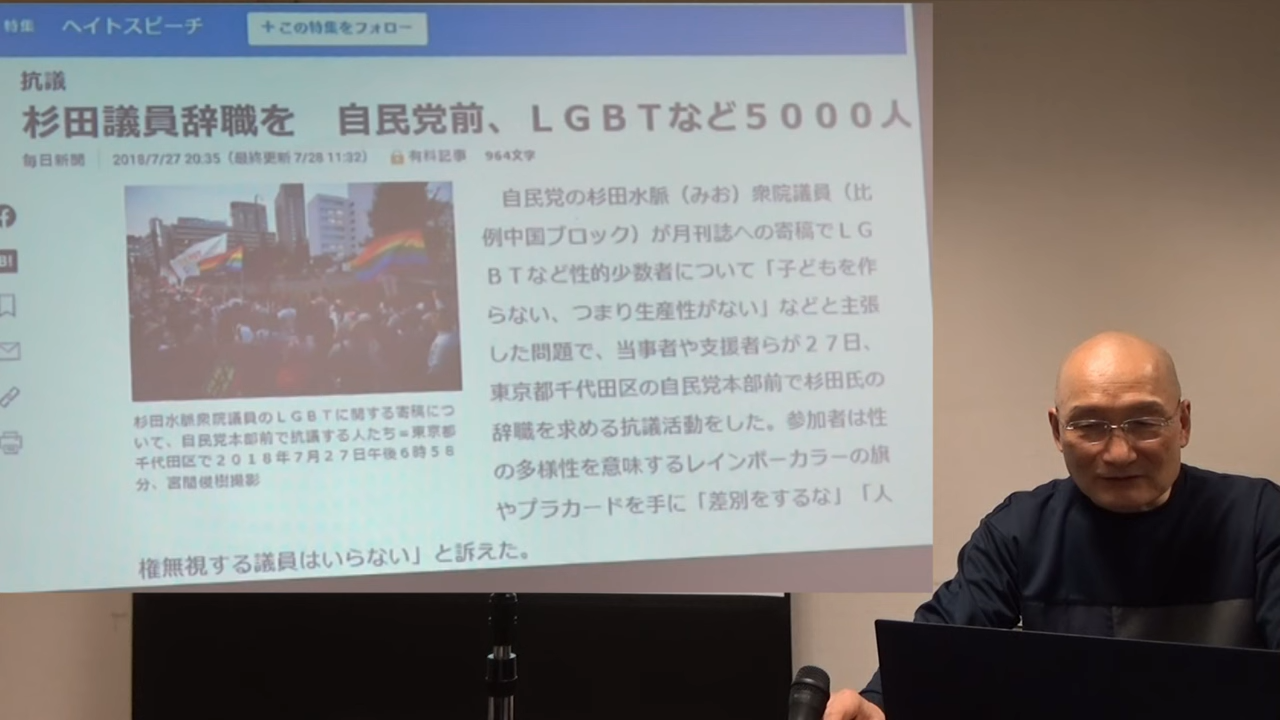 特集 ヘイトスピーチ ＋この特集をフォロー
抗議
杉田議員辞職を　自民党前、ＬＧＢＴなど５０００人
毎日新聞 2018/7/27 20:35（最終更新 7/28 11:32） 有料記事 964文字
自民党の杉田水脈（みお）衆院議員（比
例中国ブロック）が月刊誌への寄稿でＬＧ
ＢＴなど性的少数者について「子どもを作
らない、つまり生産性がない」などと主張
した問題で、当事者や支援者らが２７日、
東京都千代田区の自民党本部前で杉田氏の
辞職を求める抗議活動をした。参加者は性
の多様性を意味するレインボーカラーの旗
やプラカードを手に「差別をするな」「人
権無視する議員はいらない」と訴えた。
杉田水脈衆院議員のＬＧＢＴに関する寄稿につ
いて、自民党本部前で抗議する人たち＝東京都
千代田区で２０１８年７月２７日午後６時５８
分、宮間俊樹撮影
B!